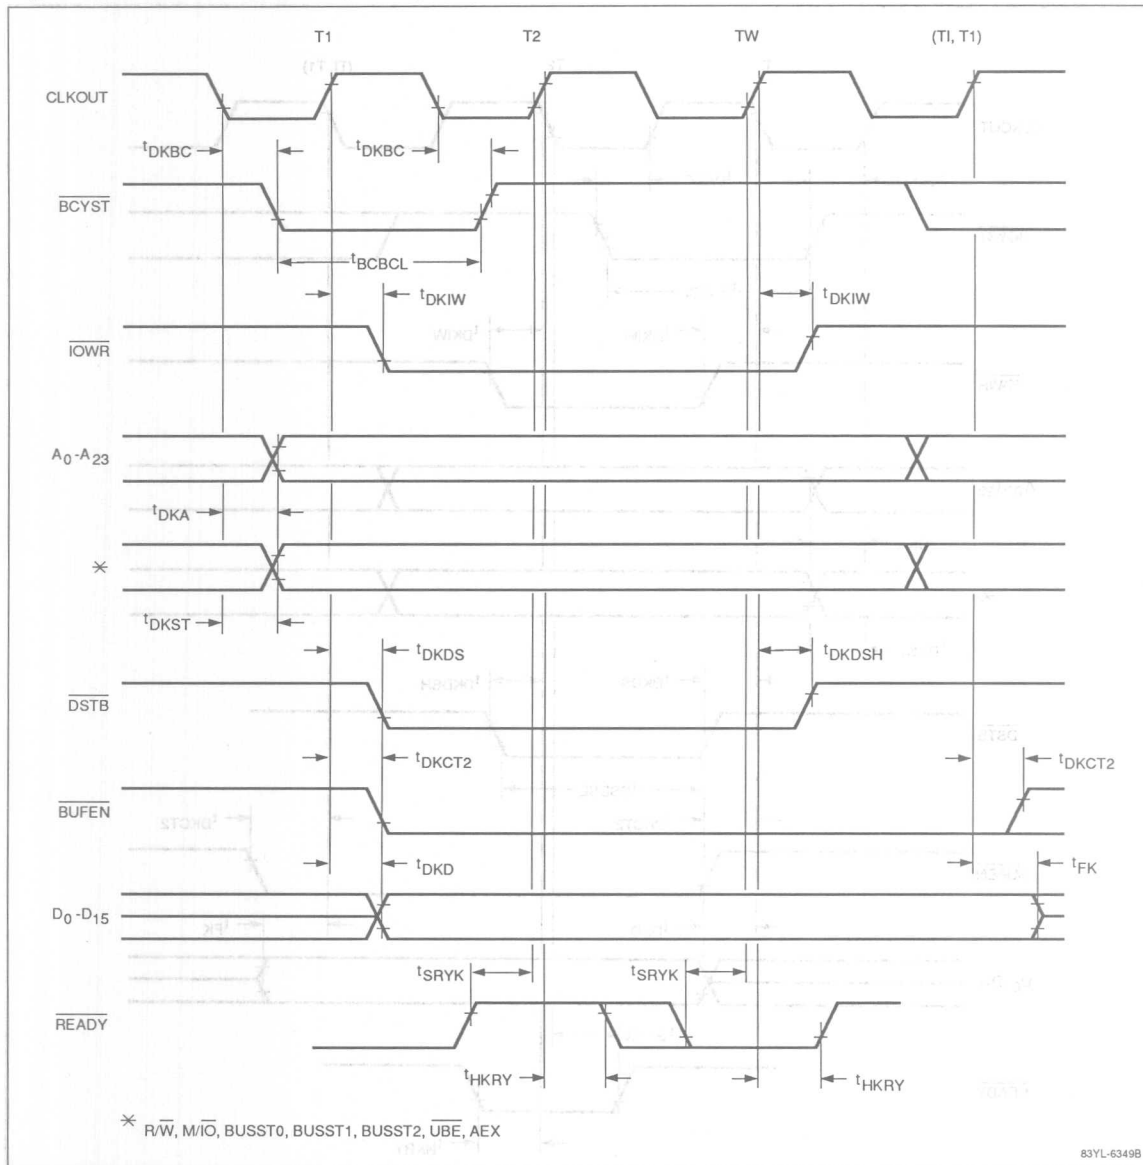 T1 T2 TW (TI, T1)
CLKOUT
tDKBC tDKBC
BCYST
tBCBCL
tDKIW tDKIW
IOWR
A0-A23
tDKA
*
tDKST
tDKDS tDKDSH
DSTB
tDKCT2 tDKCT2
BUFEN
tDKD tFK
D0-D15
tSRYK tSRYK
READY
tHKRY tHKRY
* R/W, M/IO, BUSST0, BUSST1, BUSST2, UBE, AEX
83YL-6349B